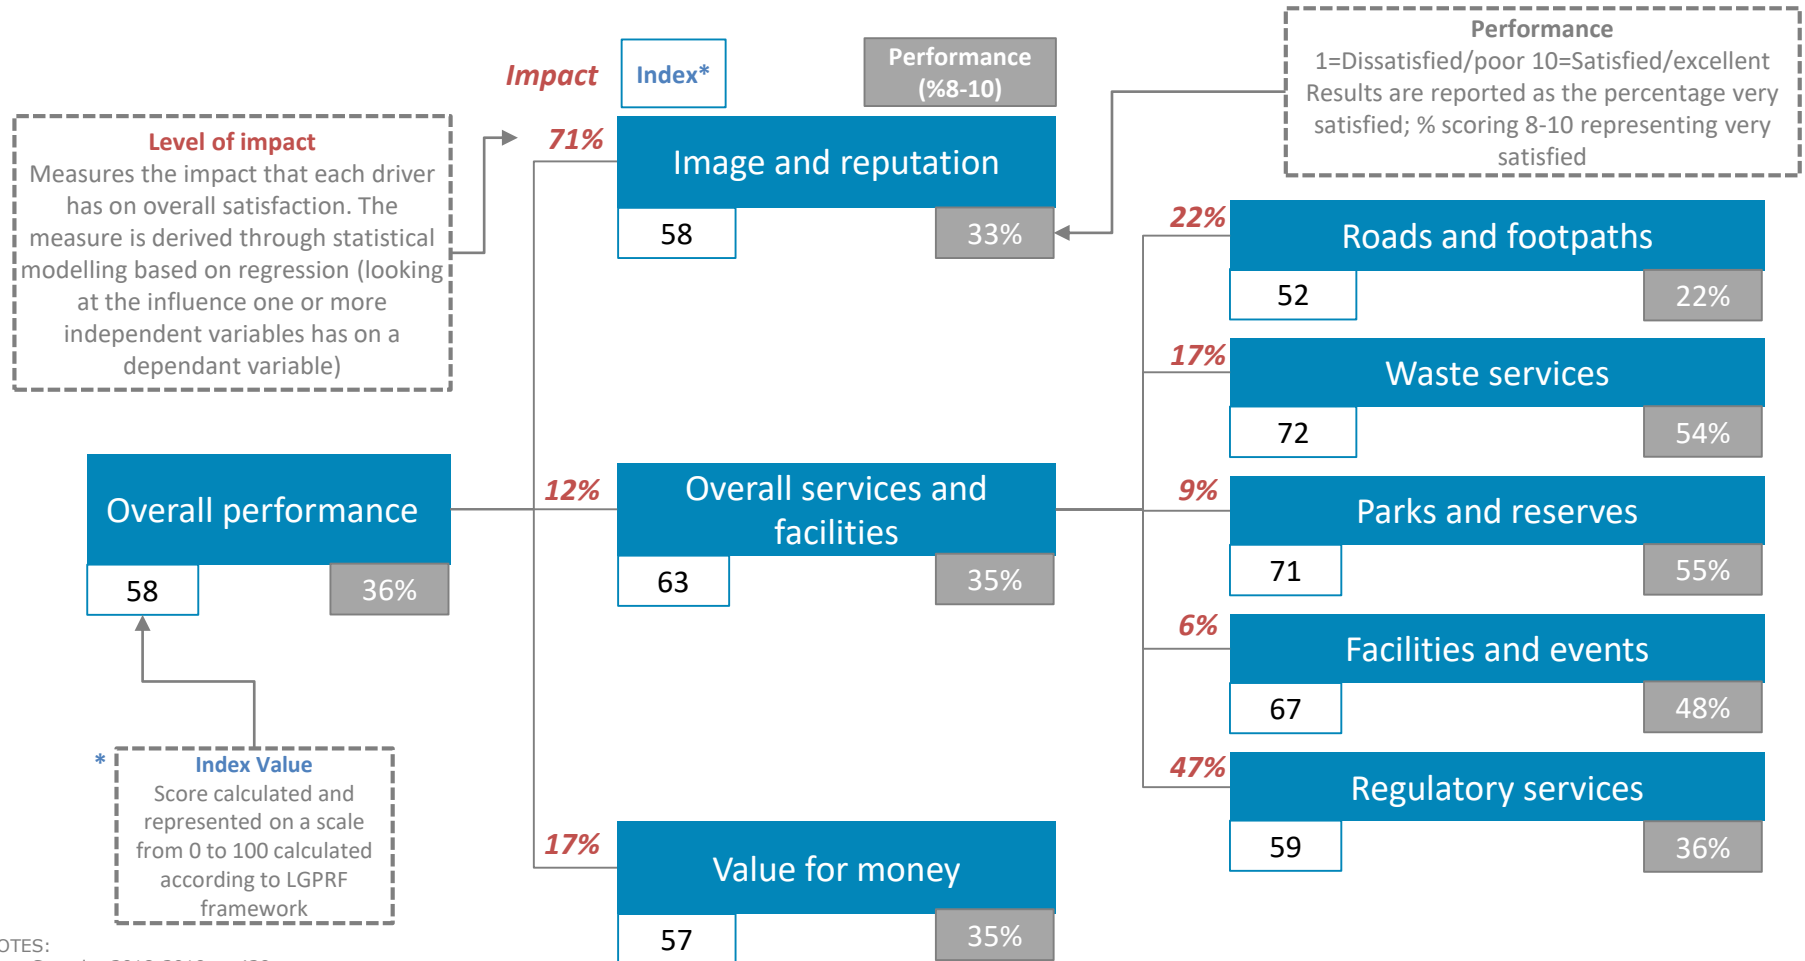 Impact
Index*
Performance
(%8-10)
Performance
1=Dissatisfied/poor 10=Satisfied/excellent
Results are reported as the percentage very
satisfied; % scoring 8-10 representing very
satisfied
Level of impact
Measures the impact that each driver
has on overall satisfaction. The
measure is derived through statistical
modelling based on regression (looking
at the influence one or more
independent variables has on a
dependant variable)
71%
Image and reputation
58
33%
22%
Roads and footpaths
52
22%
17%
Waste services
72
54%
Overall performance
58
36%
12%
Overall services and
facilities
63
35%
9%
Parks and reserves
71
55%
6%
Facilities and events
67
48%
47%
Regulatory services
59
36%
*
Index Value
Score calculated and
represented on a scale
from 0 to 100 calculated
according to LGPRF
framework
17%
Value for money
57
35%
OTES: